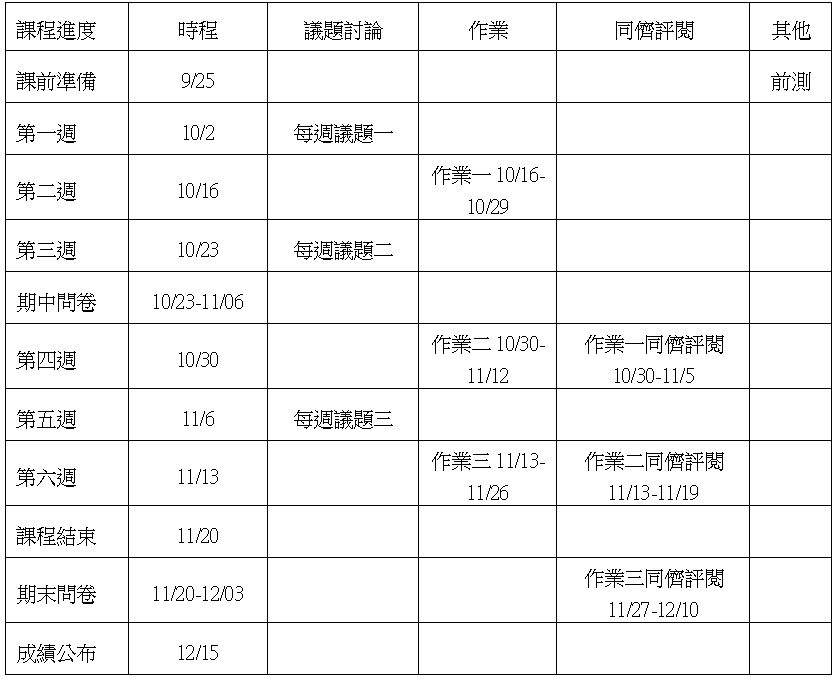 課程進度 時程 議題討論 作業 同儕評閱 其他
課前準備 9/25 前測
第一週 10/2 每週議題一
第二週 10/16 作業一 10/16-
10/29
第三週 10/23 每週議題二
期中問卷 10/23-11/06
第四週 10/30 作業二 10/30- 作業一同儕評閱
11/12 10/30-11/5
第五週 11/6 每週議題三
第六週 11/13 作業三 11/13- 作業二同儕評閱
11/26 11/13-11/19
課程結束 11/20
期末問卷 11/20-12/03 作業三同儕評閱
11/27-12/10
成績公布 12/15